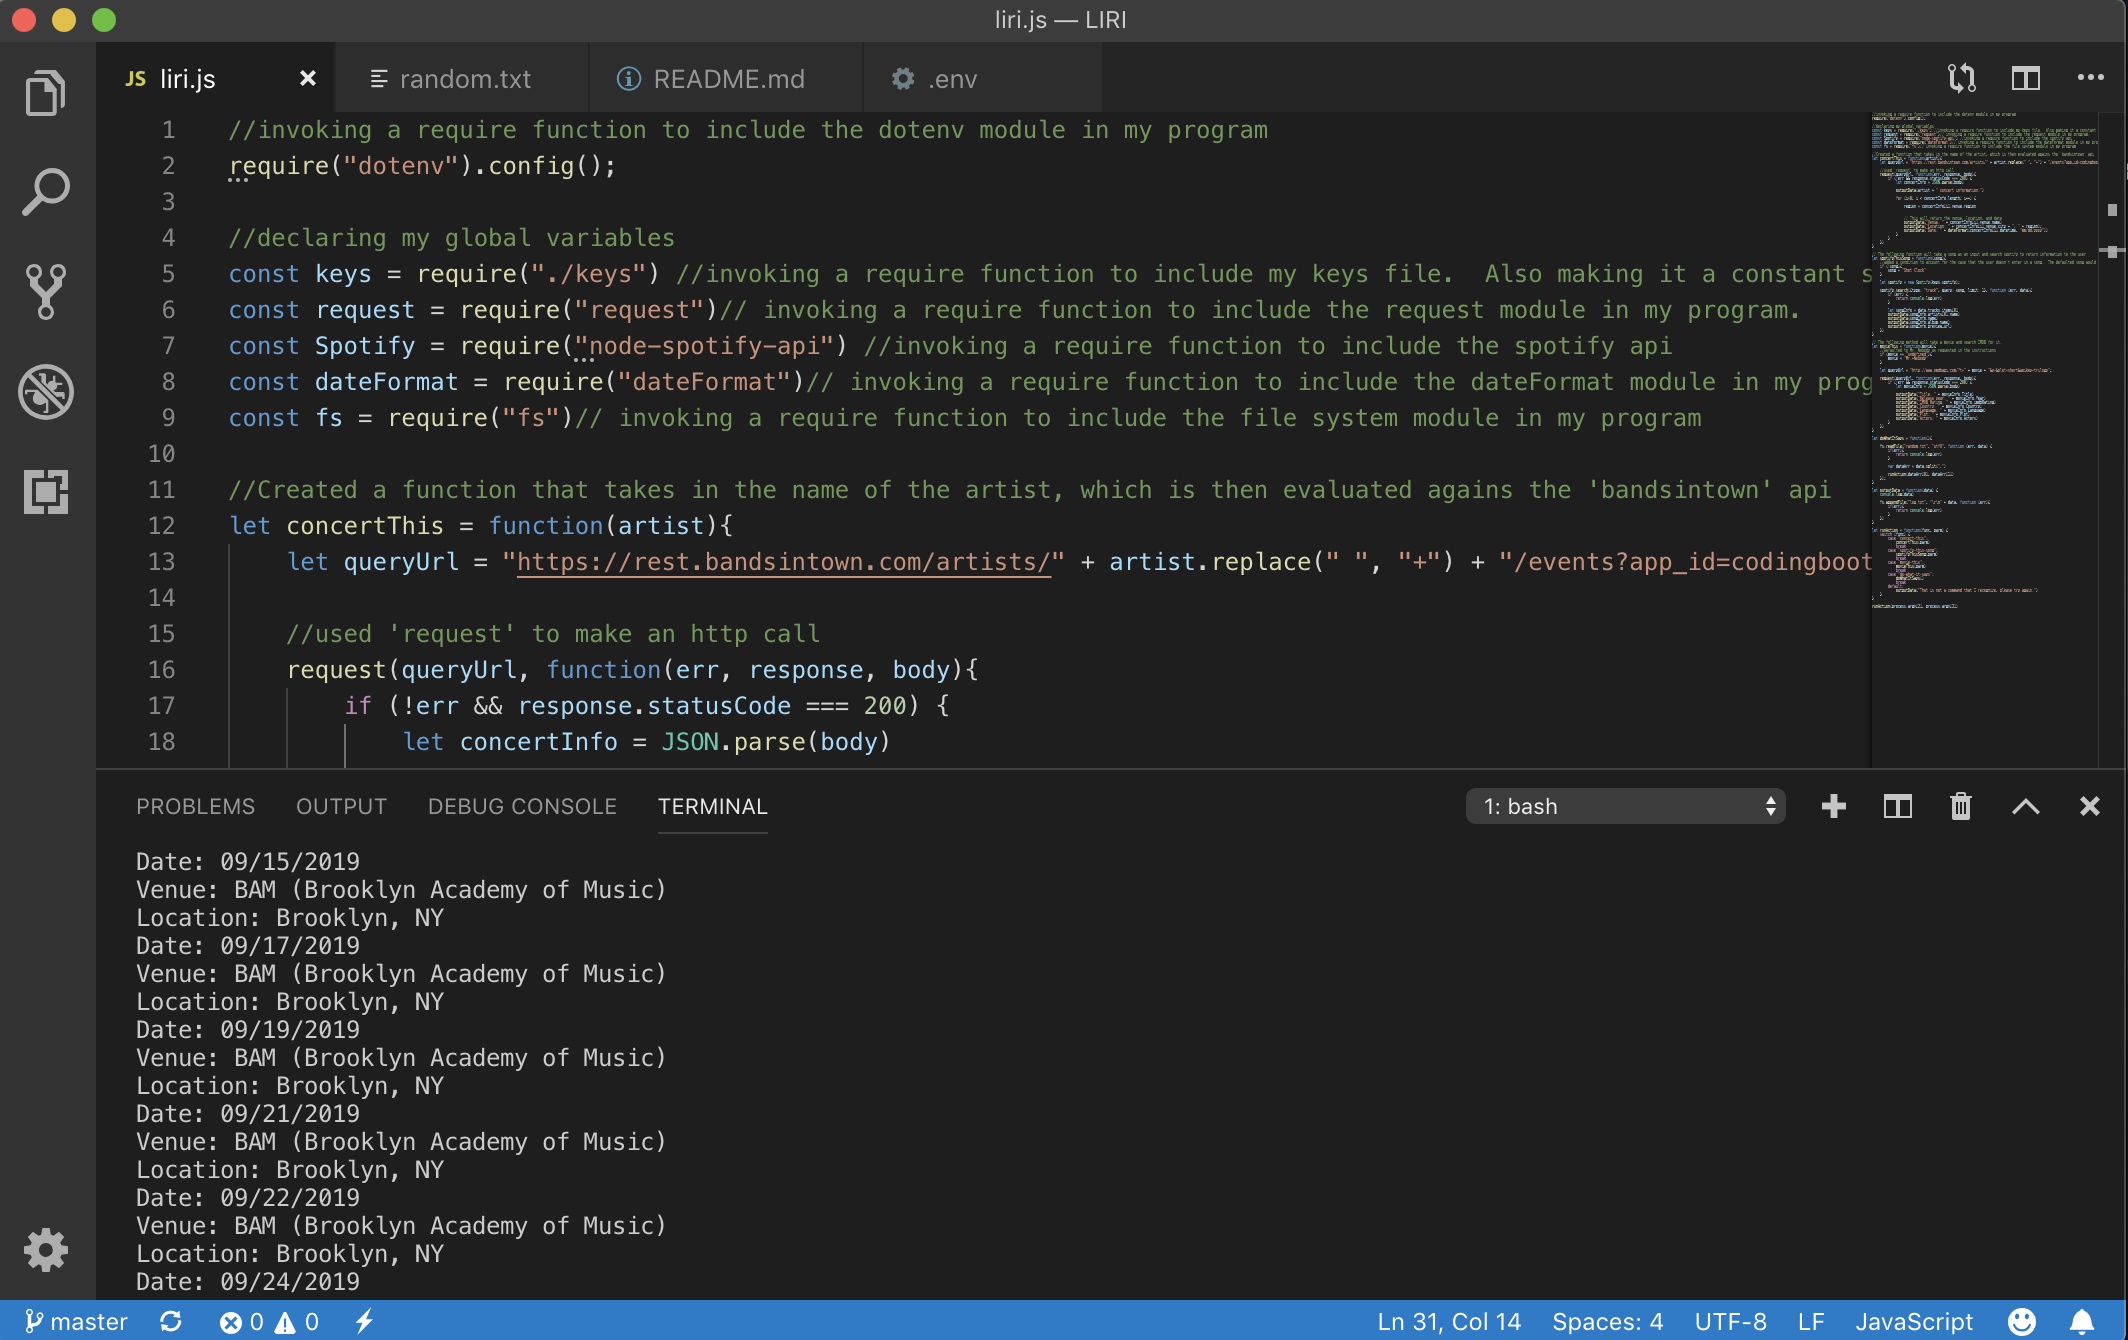 liri.js — LIRI
JS liri.js random.txt README.md .env
1 //invoking a require function to include the dotenv module in my program
2 require("dotenv").config();
3
4 //declaring my global variables
5 const keys = require("./keys") //invoking a require function to include my keys file.  Also making it a constant s
6 const request = require("request")// invoking a require function to include the request module in my program.
7 const Spotify = require("node-spotify-api") //invoking a require function to include the spotify api
8 const dateFormat = require("dateFormat")// invoking a require function to include the dateFormat module in my prog
9 const fs = require("fs")// invoking a require function to include the file system module in my program
10
11 //Created a function that takes in the name of the artist, which is then evaluated agains the 'bandsintown' api
12 let concertThis = function(artist){
13 let queryUrl = "https://rest.bandsintown.com/artists/" + artist.replace(" ", "+") + "/events?app_id=codingboot
14
15 //used 'request' to make an http call
16 request(queryUrl, function(err, response, body){
17 if (!err && response.statusCode === 200) {
18 let concertInfo = JSON.parse(body)
PROBLEMS OUTPUT DEBUG CONSOLE TERMINAL 1: bash
Date: 09/15/2019
Venue: BAM (Brooklyn Academy of Music)
Location: Brooklyn, NY
Date: 09/17/2019
Venue: BAM (Brooklyn Academy of Music)
Location: Brooklyn, NY
Date: 09/19/2019
Venue: BAM (Brooklyn Academy of Music)
Location: Brooklyn, NY
Date: 09/21/2019
Venue: BAM (Brooklyn Academy of Music)
Location: Brooklyn, NY
Date: 09/22/2019
Venue: BAM (Brooklyn Academy of Music)
Location: Brooklyn, NY
Date: 09/24/2019
master 0 0 Ln 31, Col 14 Spaces: 4 UTF-8 LF JavaScript